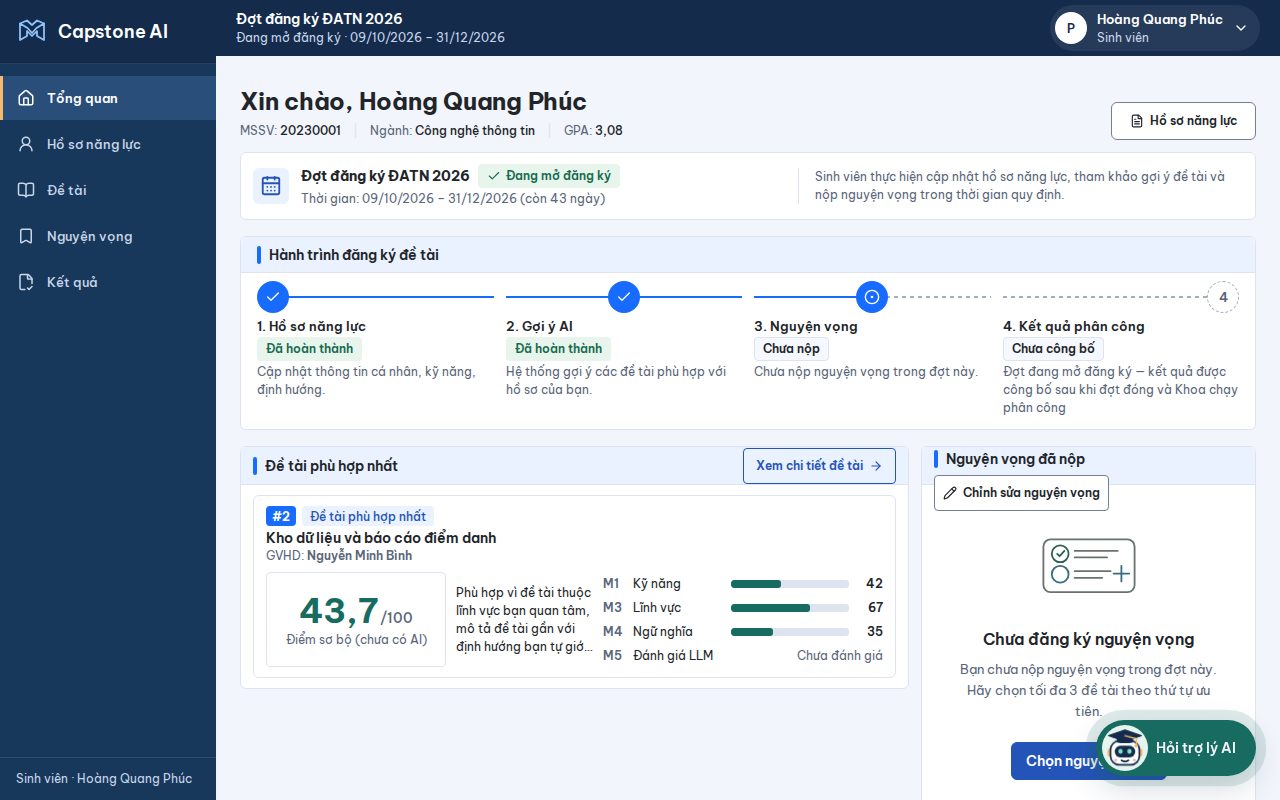 Capstone AI
Đợt đăng ký ĐATN 2026
Đang mở đăng ký · 09/10/2026 – 31/12/2026
P
Hoàng Quang Phúc
Sinh viên
Tổng quan
Hồ sơ năng lực
Đề tài
Nguyện vọng
Kết quả
Sinh viên · Hoàng Quang Phúc
Xin chào, Hoàng Quang Phúc
MSSV: 20230001 Ngành: Công nghệ thông tin GPA: 3,08
Hồ sơ năng lực
Đợt đăng ký ĐATN 2026 Đang mở đăng ký
Thời gian: 09/10/2026 – 31/12/2026 (còn 43 ngày)
Sinh viên thực hiện cập nhật hồ sơ năng lực, tham khảo gợi ý đề tài và
nộp nguyện vọng trong thời gian quy định.
Hành trình đăng ký đề tài
1. Hồ sơ năng lực
Đã hoàn thành
Cập nhật thông tin cá nhân, kỹ năng,
định hướng.
2. Gợi ý AI
Đã hoàn thành
Hệ thống gợi ý các đề tài phù hợp với
hồ sơ của bạn.
3. Nguyện vọng
Chưa nộp
Chưa nộp nguyện vọng trong đợt này.
4
4. Kết quả phân công
Chưa công bố
Đợt đang mở đăng ký — kết quả được
công bố sau khi đợt đóng và Khoa chạy
phân công
Đề tài phù hợp nhất
Xem chi tiết đề tài
#2 Đề tài phù hợp nhất
Kho dữ liệu và báo cáo điểm danh
GVHD: Nguyễn Minh Bình
43,7/100
Điểm sơ bộ (chưa có AI)
Phù hợp vì đề tài thuộc
lĩnh vực bạn quan tâm,
mô tả đề tài gần với
định hướng bạn tự giớ...
M1 Kỹ năng 42
M3 Lĩnh vực 67
M4 Ngữ nghĩa 35
M5 Đánh giá LLM Chưa đánh giá
Nguyện vọng đã nộp
Chỉnh sửa nguyện vọng
Chưa đăng ký nguyện vọng
Bạn chưa nộp nguyện vọng trong đợt này.
Hãy chọn tối đa 3 đề tài theo thứ tự ưu
tiên.
Chọn
Hỏi trợ lý AI